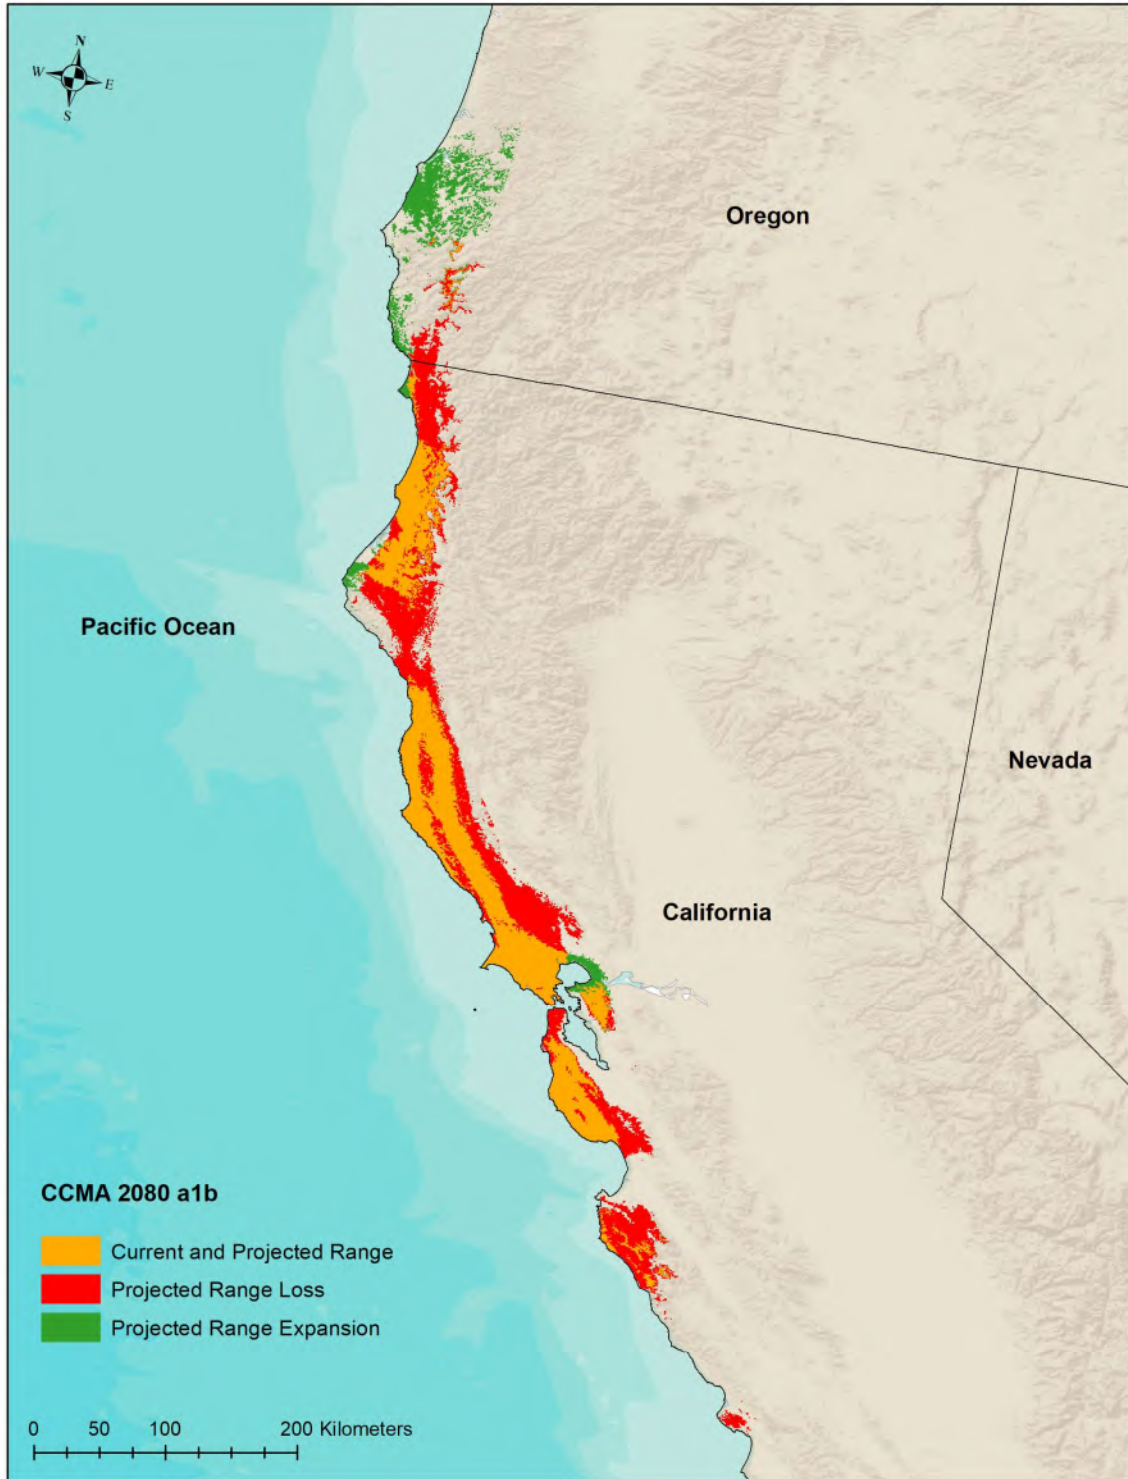 N
W
E
S
Oregon
Pacific Ocean
Nevada
California
CCMA 2080 a1b
Current and Projected Range
Projected Range Loss
Projected Range Expansion
0 50 100 200 Kilometers